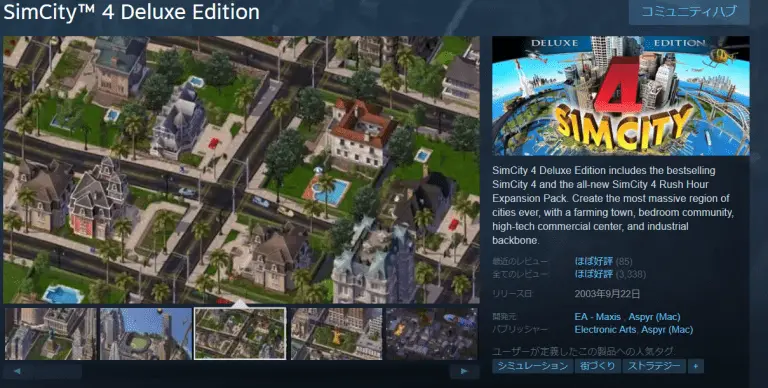 SimCity™ 4 Deluxe Edition
コミュニティハブ
DELUXE EDITION
4
SIMCITY
SimCity 4 Deluxe Edition includes the bestselling
SimCity 4 and the all-new SimCity 4 Rush Hour
Expansion Pack. Create the most massive region of
cities ever, with a farming town, bedroom community,
high-tech commercial center, and industrial
backbone.
最近のレビュー: ほぼ好評 (85)
全てのレビュー: ほぼ好評 (3,338)
リリース日: 2003年9月22日
開発元: EA - Maxis, Aspyr (Mac)
パブリッシャー: Electronic Arts, Aspyr (Mac)
ユーザーが定義したこの製品への人気タグ:
シミュレーション 街づくり ストラテジー +